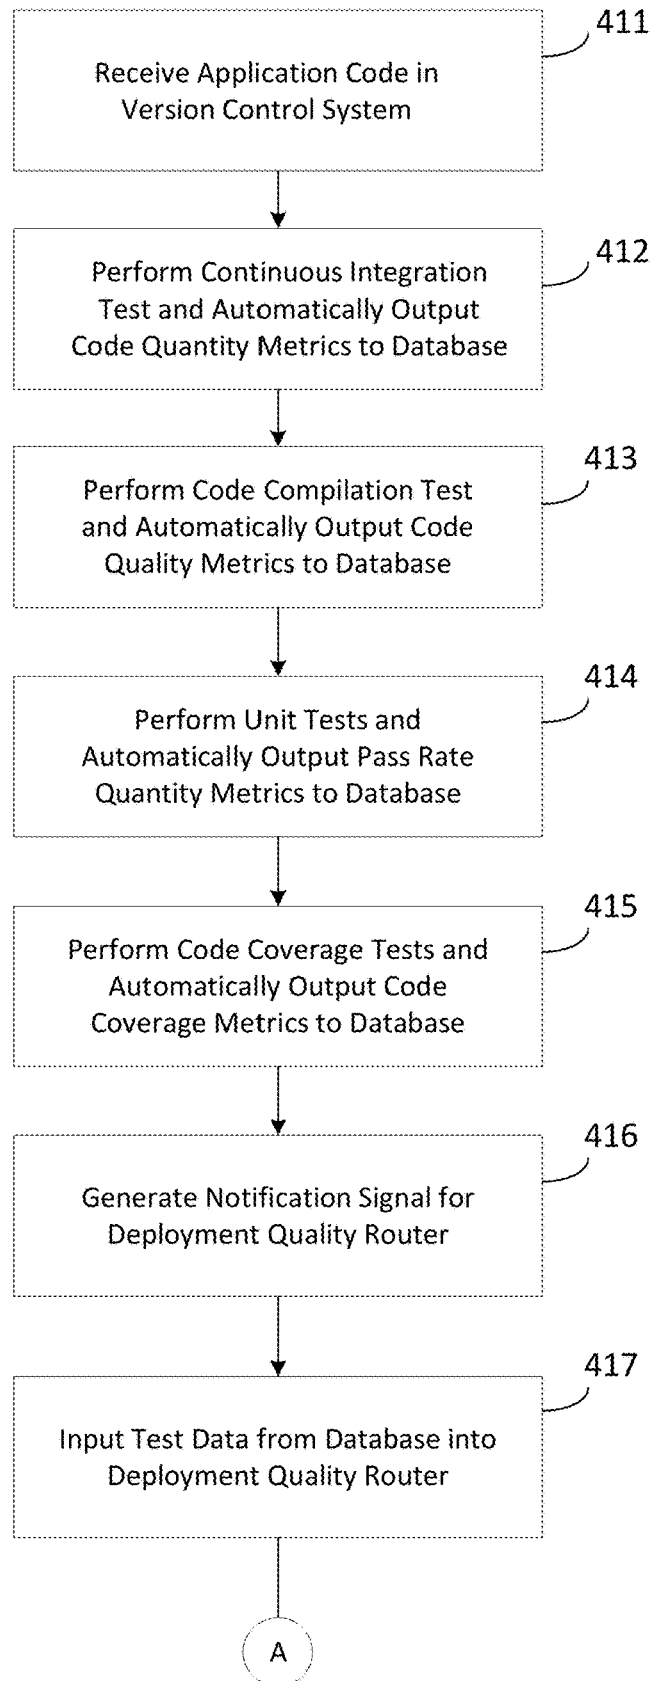 411
Receive Application Code in
Version Control System
412
Perform Continuous Integration
Test and Automatically Output
Code Quantity Metrics to Database
413
Perform Code Compilation Test
and Automatically Output Code
Quality Metrics to Database
414
Perform Unit Tests and
Automatically Output Pass Rate
Quantity Metrics to Database
415
Perform Code Coverage Tests and
Automatically Output Code
Coverage Metrics to Database
416
Generate Notification Signal for
Deployment Quality Router
417
Input Test Data from Database into
Deployment Quality Router
A